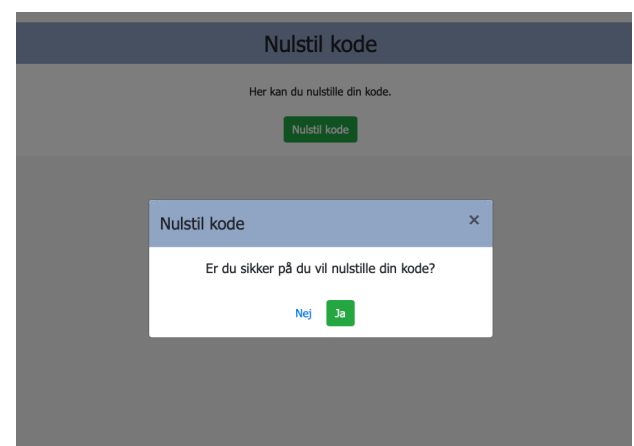 Nulstil kode
Her kan du nulstille din kode.
Nulstil kode
Nulstil kode ×
Er du sikker på du vil nulstille din kode?
Nej Ja